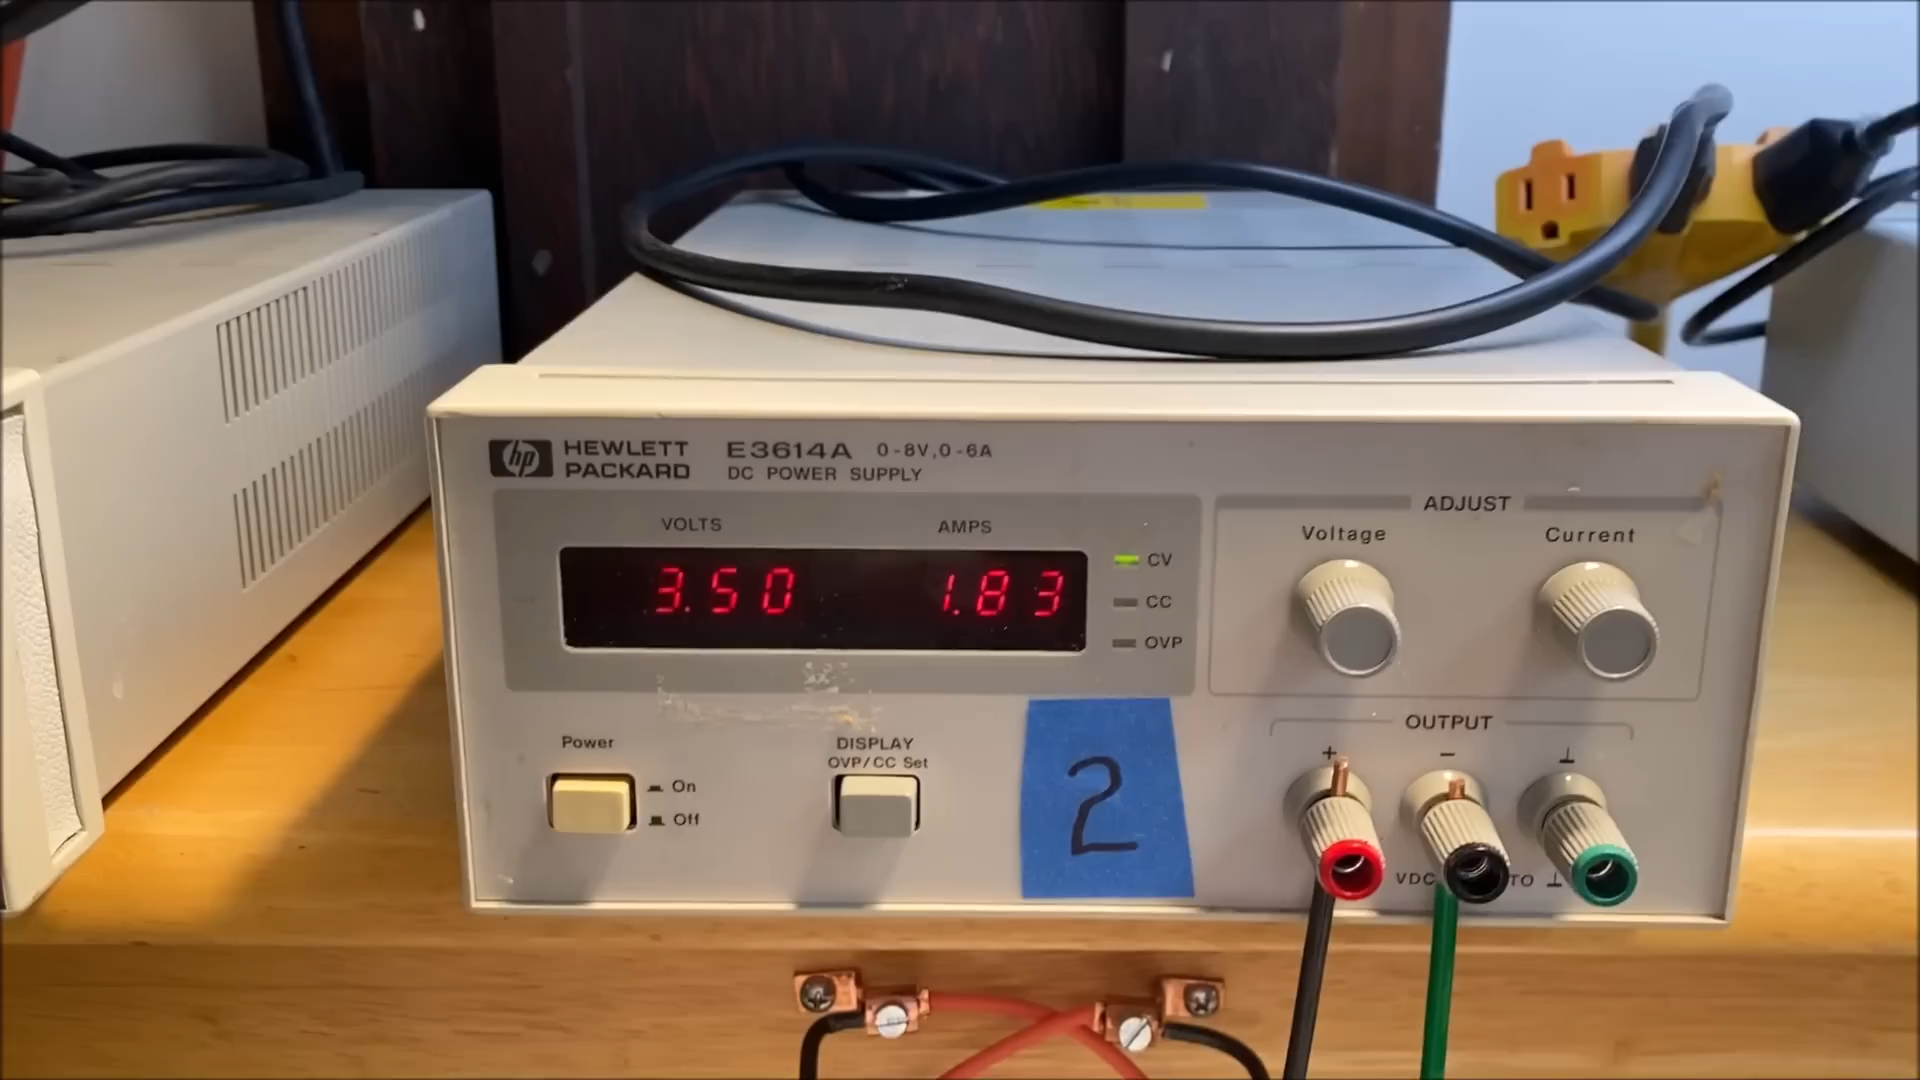 hp HEWLETT PACKARD E3614A 0-8V,0-6A
DC POWER SUPPLY
VOLTS AMPS
3.50 1.83
CV
CC
OVP
ADJUST
Voltage Current
Power
On
Off
DISPLAY
OVP/CC Set
2
OUTPUT
+ − ⊥
VDC TO ⊥